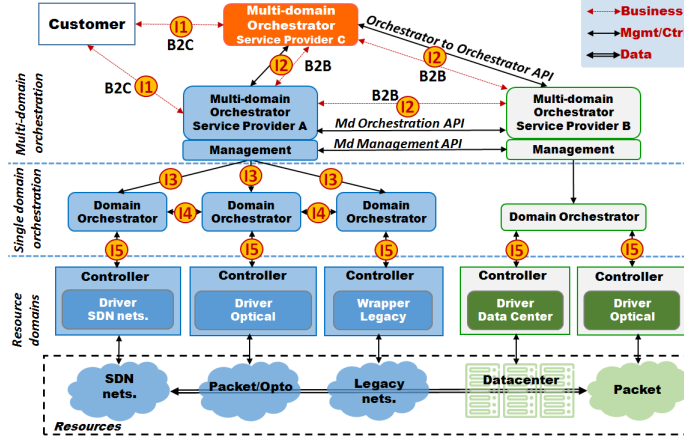 Customer
I1
B2C
Multi-domain
Orchestrator
Service Provider C
Orchestrator to Orchestrator API
Business
Mgmt/Ctr
Data
B2C
I1
I2
B2B
I2
B2B
Multi-domain
orchestration
Multi-domain
Orchestrator
Service Provider A
Management
B2B
I2
Md Orchestration API
Md Management API
Multi-domain
Orchestrator
Service Provider B
Management
Single domain
orchestration
I3
I3
I3
Domain
Orchestrator
I4
Domain
Orchestrator
I4
Domain
Orchestrator
Domain Orchestrator
I5
I5
I5
I5
I5
Resource
domains
Controller
Driver
SDN nets.
Controller
Driver
Optical
Controller
Wrapper
Legacy
Controller
Driver
Data Center
Controller
Driver
Optical
SDN
nets.
Packet/Opto
Legacy
nets.
Datacenter
Packet
Resources